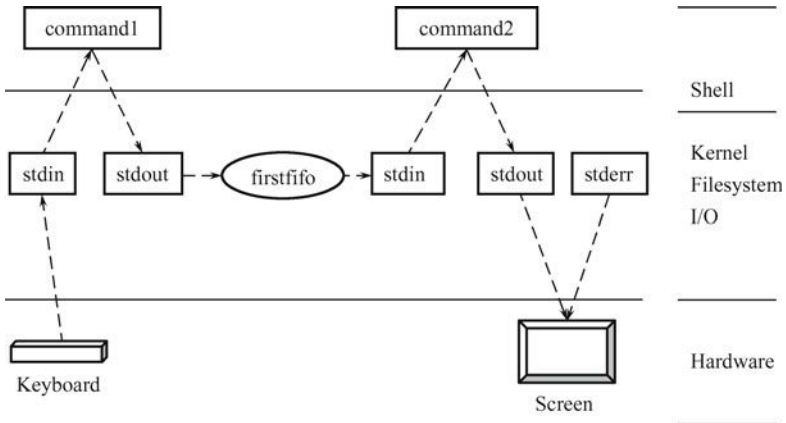 command1
command2
Shell
stdin
stdout
firstfifo
stdin
stdout
stderr
Kernel
Filesystem
I/O
Keyboard
Screen
Hardware